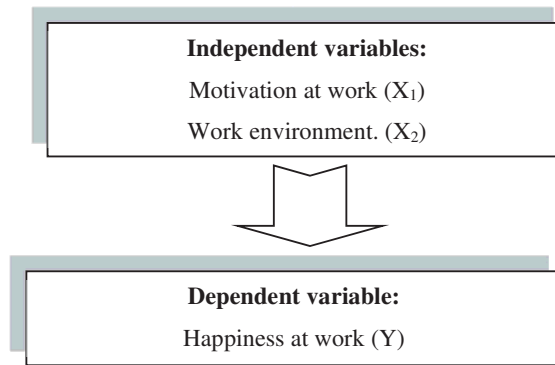 Independent variables:
Motivation at work (X₁)
Work environment. (X₂)
Dependent variable:
Happiness at work (Y)